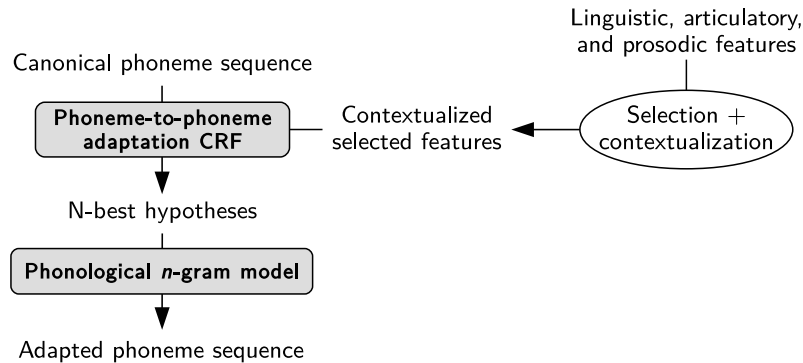 Linguistic, articulatory,
and prosodic features
Canonical phoneme sequence
Phoneme-to-phoneme
adaptation CRF
Contextualized
selected features
Selection +
contextualization
N-best hypotheses
Phonological n-gram model
Adapted phoneme sequence